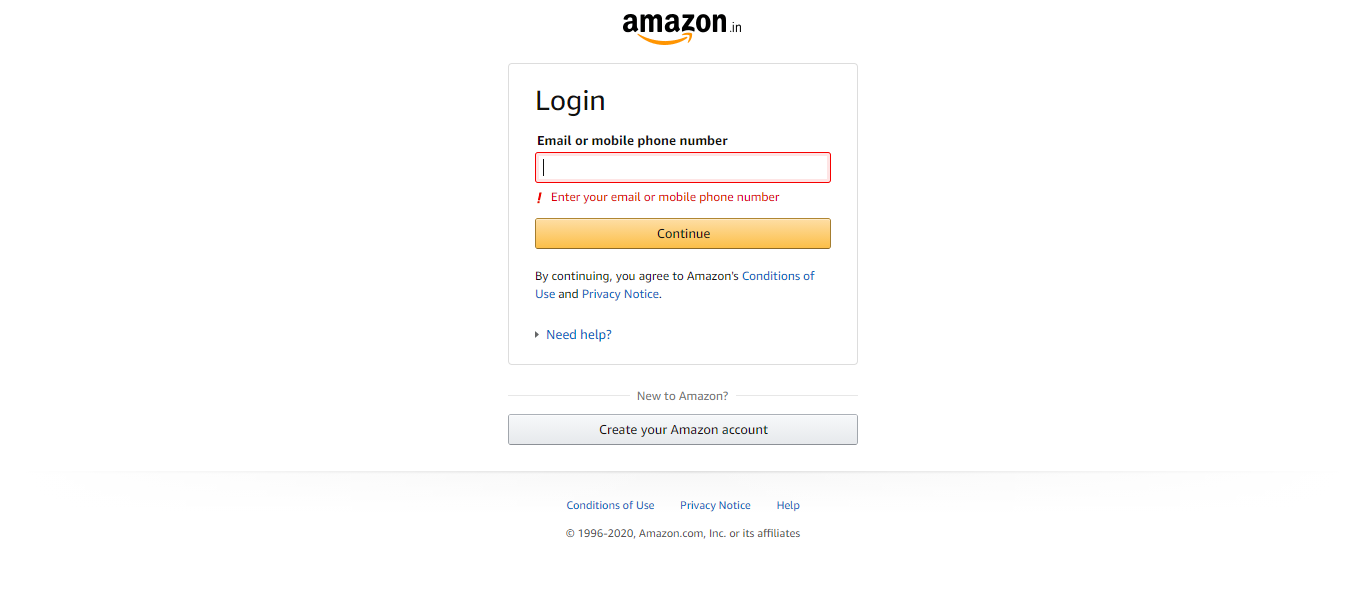 amazon.in
Login
Email or mobile phone number
! Enter your email or mobile phone number
Continue
By continuing, you agree to Amazon's Conditions of
Use and Privacy Notice.
Need help?
New to Amazon?
Create your Amazon account
Conditions of Use Privacy Notice Help
© 1996-2020, Amazon.com, Inc. or its affiliates